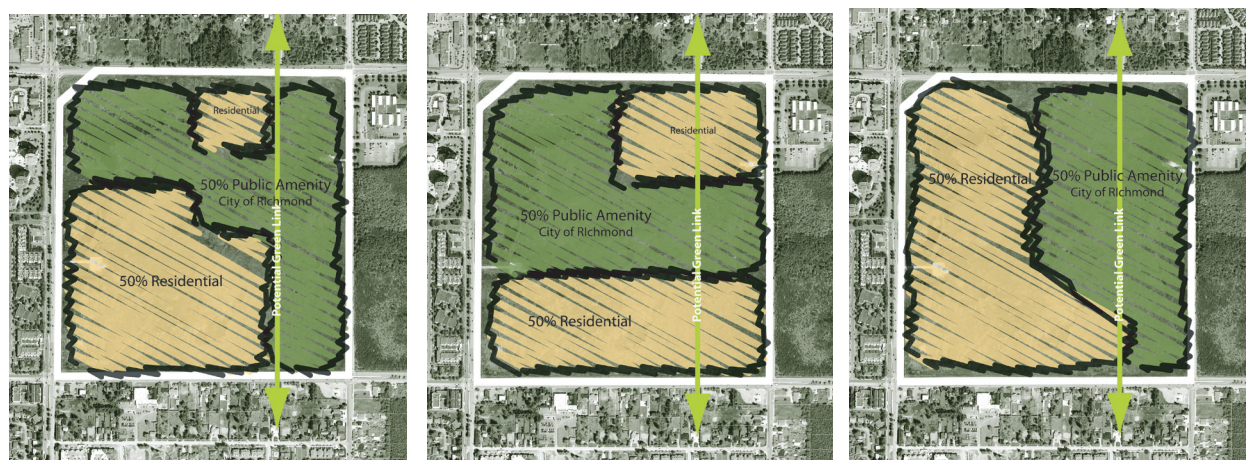 Residential
50% Public Amenity
City of RIchmond
Potential Green Link
50% Residential
Residential
50% Public Amenity
City of RIchmond
Potential Green Link
50% Residential
50% Residential
50% Public Amenity
City of RIchmond
Potential Green Link